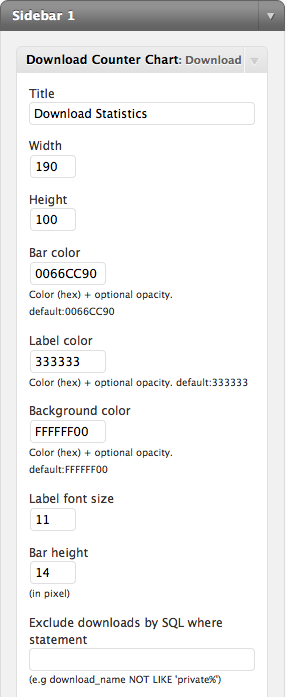 Sidebar 1
Download Counter Chart: Download
Title
Download Statistics
Width
190
Height
100
Bar color
0066CC90
Color (hex) + optional opacity.
default:0066CC90
Label color
333333
Color (hex) + optional opacity. default:333333
Background color
FFFFFF00
Color (hex) + optional opacity.
default:FFFFFF00
Label font size
11
Bar height
14
(in pixel)
Exclude downloads by SQL where
statement
(e.g download_name NOT LIKE 'private%')